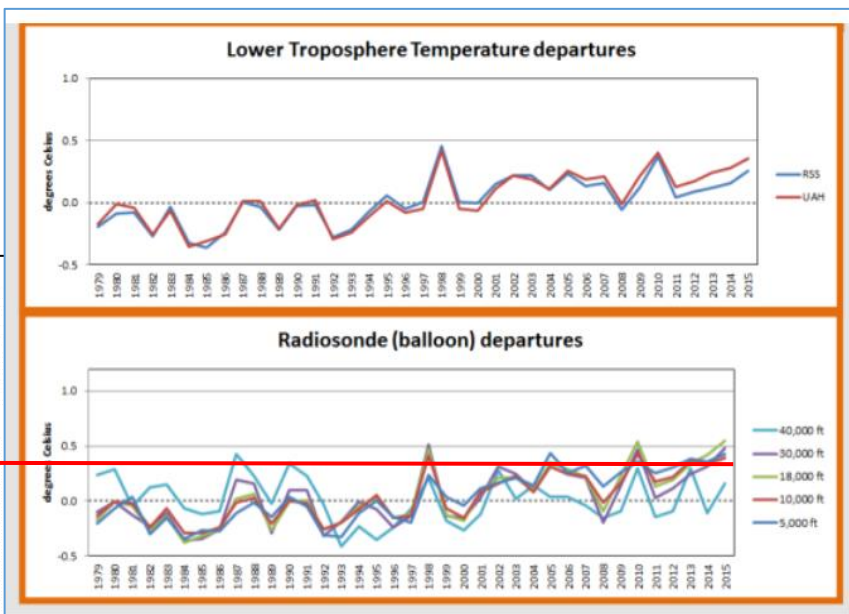 Lower Troposphere Temperature departures
1.0
0.5
0.0
-0.5
degrees Celsius
RSS
UAH
1979 1980 1981 1982 1983 1984 1985 1986 1987 1988 1989 1990 1991 1992 1993 1994 1995 1996 1997 1998 1999 2000 2001 2002 2003 2004 2005 2006 2007 2008 2009 2010 2011 2012 2013 2014 2015
Radiosonde (balloon) departures
1.0
0.5
0.0
-0.5
degrees Celsius
40,000 ft
30,000 ft
18,000 ft
10,000 ft
5,000 ft
1979 1980 1981 1982 1983 1984 1985 1986 1987 1988 1989 1990 1991 1992 1993 1994 1995 1996 1997 1998 1999 2000 2001 2002 2003 2004 2005 2006 2007 2008 2009 2010 2011 2012 2013 2014 2015